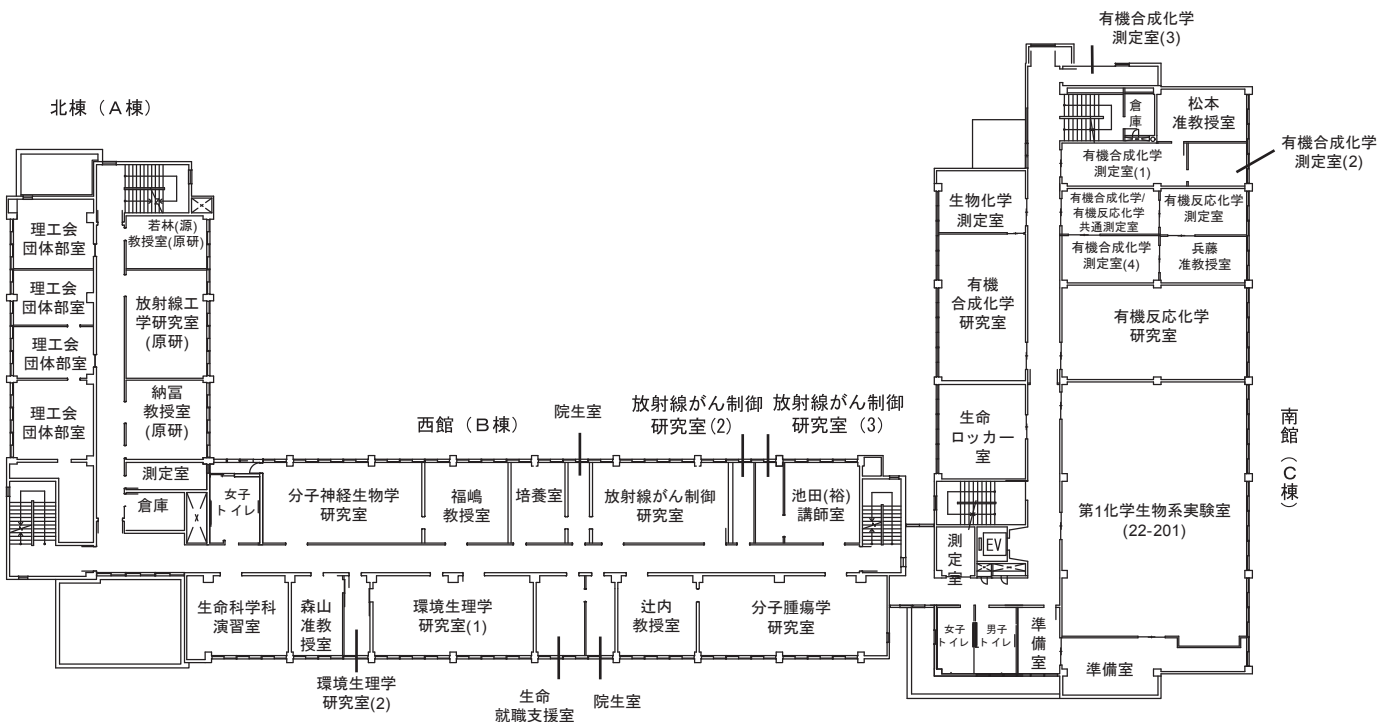 有機合成化学
測定室(3)
北棟（A棟）
倉
庫
松本
准教授室
有機合成化学
測定室(2)
有機合成化学
測定室(1)
理工会
団体部室
若林(源)
教授室(原研)
生物化学
測定室
有機合成化学/
有機反応化学
共通測定室
有機反応化学
測定室
有機合成化学
測定室(4)
兵藤
准教授室
理工会
団体部室
放射線工
学研究室
(原研)
有機
合成化学
研究室
有機反応化学
研究室
理工会
団体部室
理工会
団体部室
納冨
教授室
(原研)
西館（B棟）
院生室
放射線がん制御
研究室(2)
放射線がん制御
研究室（3）
生命
ロッカー
室
南館（C棟）
測定室
倉庫
女子
トイレ
分子神経生物学
研究室
福嶋
教授室
培養室
放射線がん制御
研究室
池田(裕)
講師室
第1化学生物系実験室
(22-201)
測
定
室
EV
生命科学科
演習室
森山
准教
授室
環境生理学
研究室(1)
辻内
教授室
分子腫瘍学
研究室
女子
トイレ
男子
トイレ
準
備
室
準備室
環境生理学
研究室(2)
生命
就職支援室
院生室